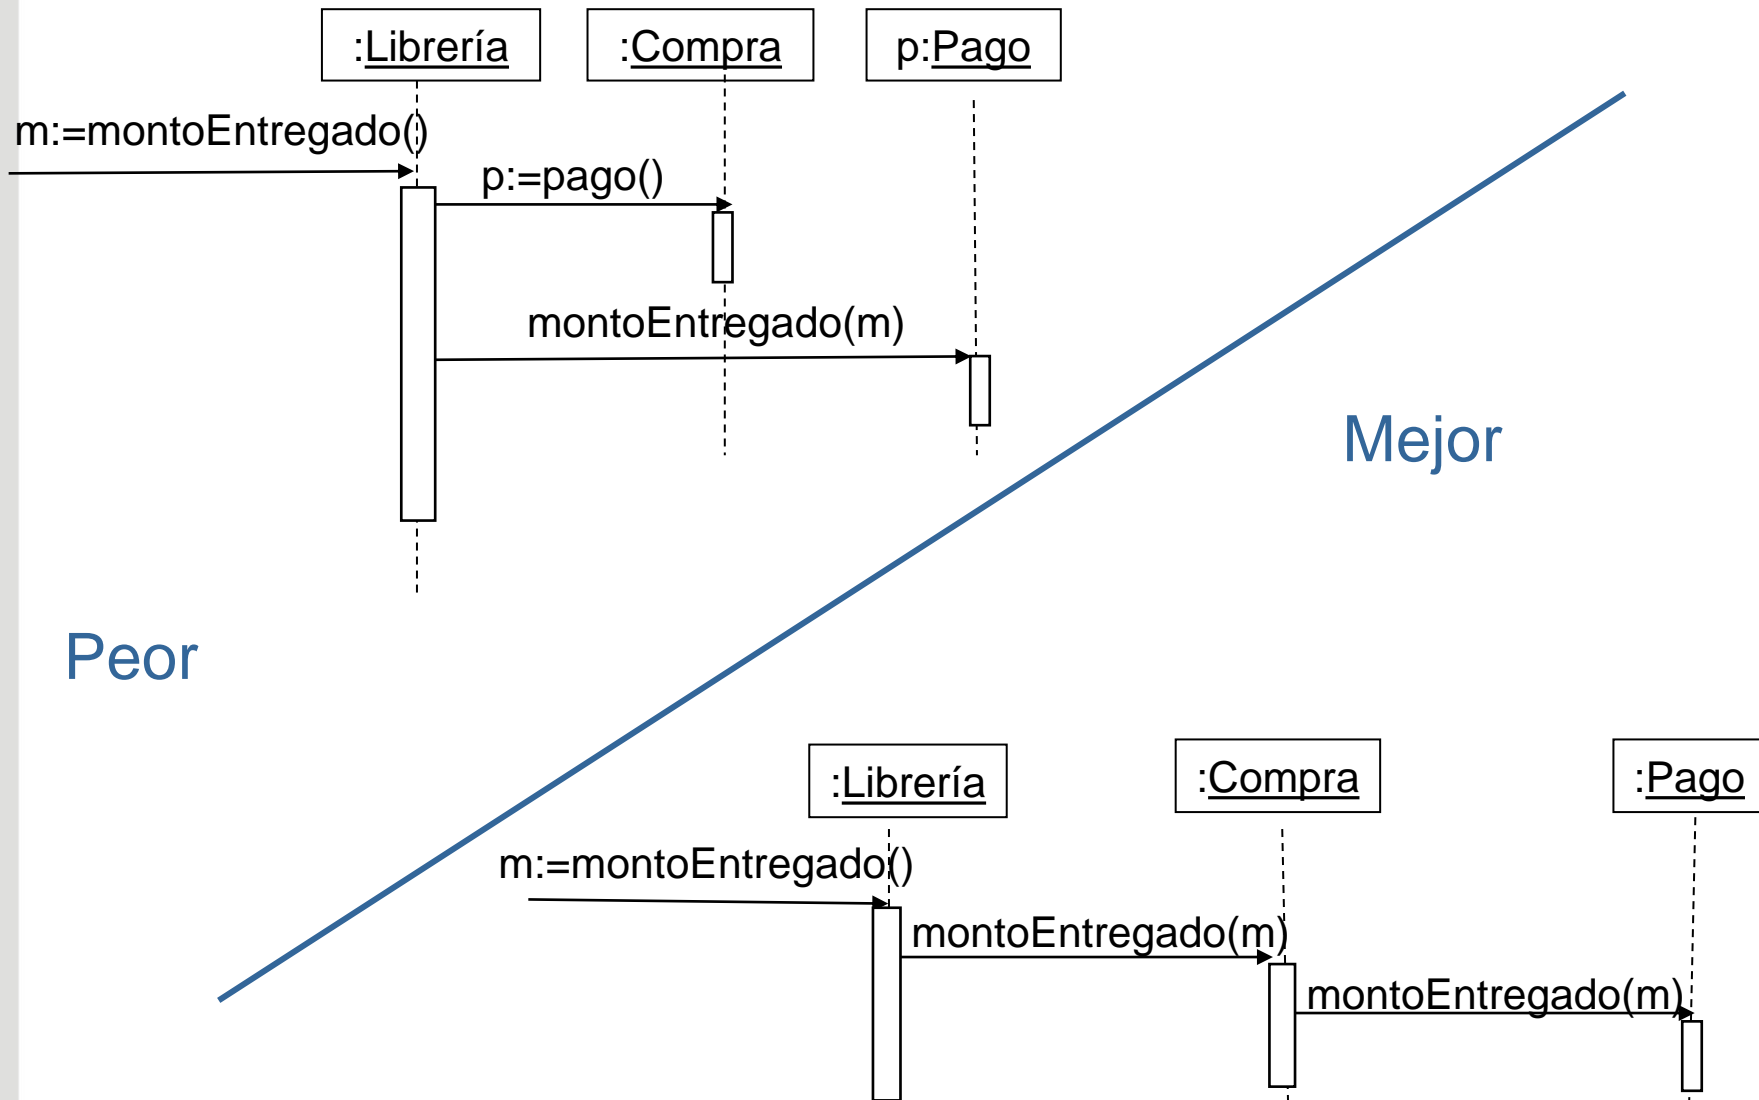 :Librería
:Compra
p:Pago
m:=montoEntregado()
p:=pago()
montoEntregado(m)
Mejor
Peor
:Librería
:Compra
:Pago
m:=montoEntregado()
montoEntregado(m)
montoEntregado(m)